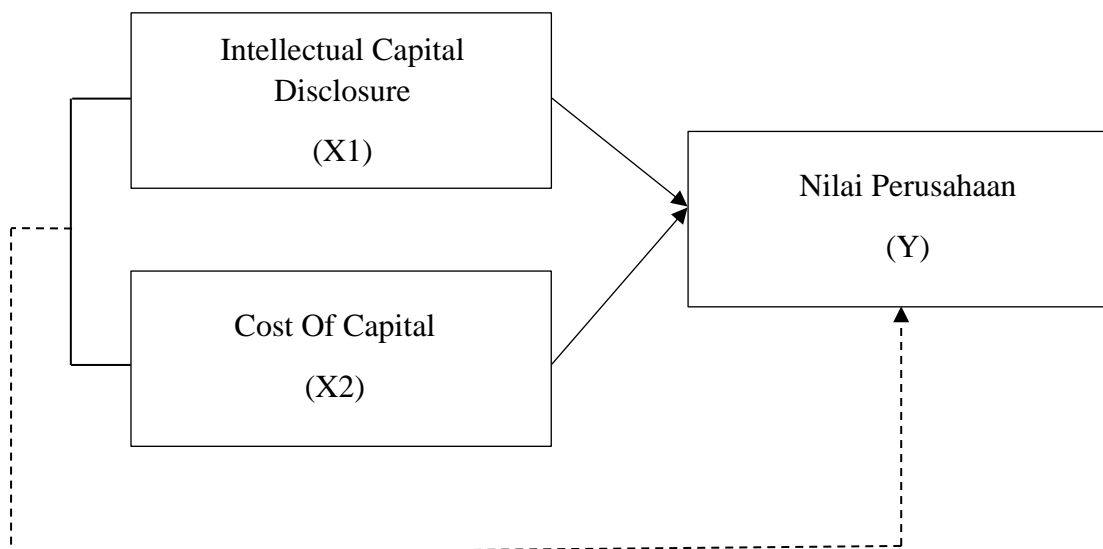 Intellectual Capital
Disclosure
(X1)
Nilai Perusahaan
(Y)
Cost Of Capital
(X2)